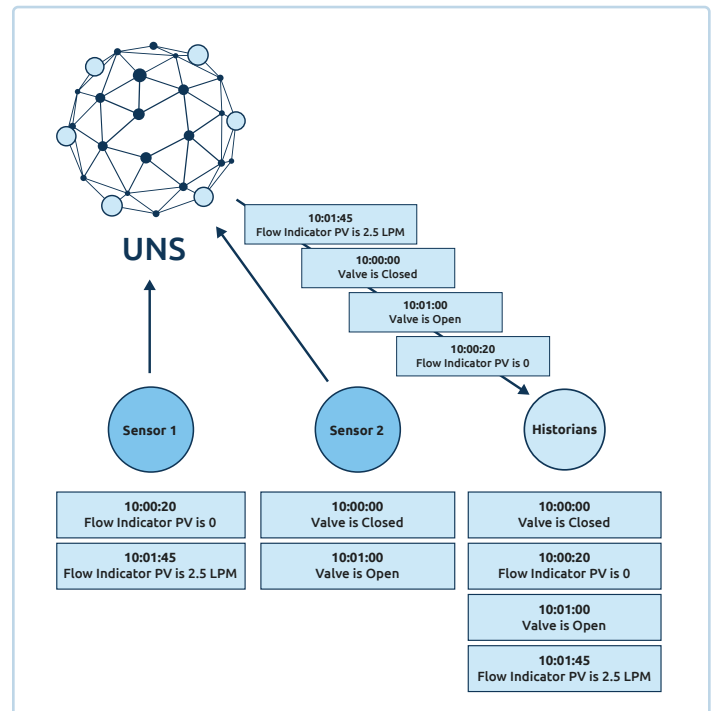 UNS
10:01:45
Flow Indicator PV is 2.5 LPM
10:00:00
Valve is Closed
10:01:00
Valve is Open
10:00:20
Flow Indicator PV is 0
Sensor 1
Sensor 2
Historians
10:00:20
Flow Indicator PV is 0
10:01:45
Flow Indicator PV is 2.5 LPM
10:00:00
Valve is Closed
10:01:00
Valve is Open
10:00:00
Valve is Closed
10:00:20
Flow Indicator PV is 0
10:01:00
Valve is Open
10:01:45
Flow Indicator PV is 2.5 LPM